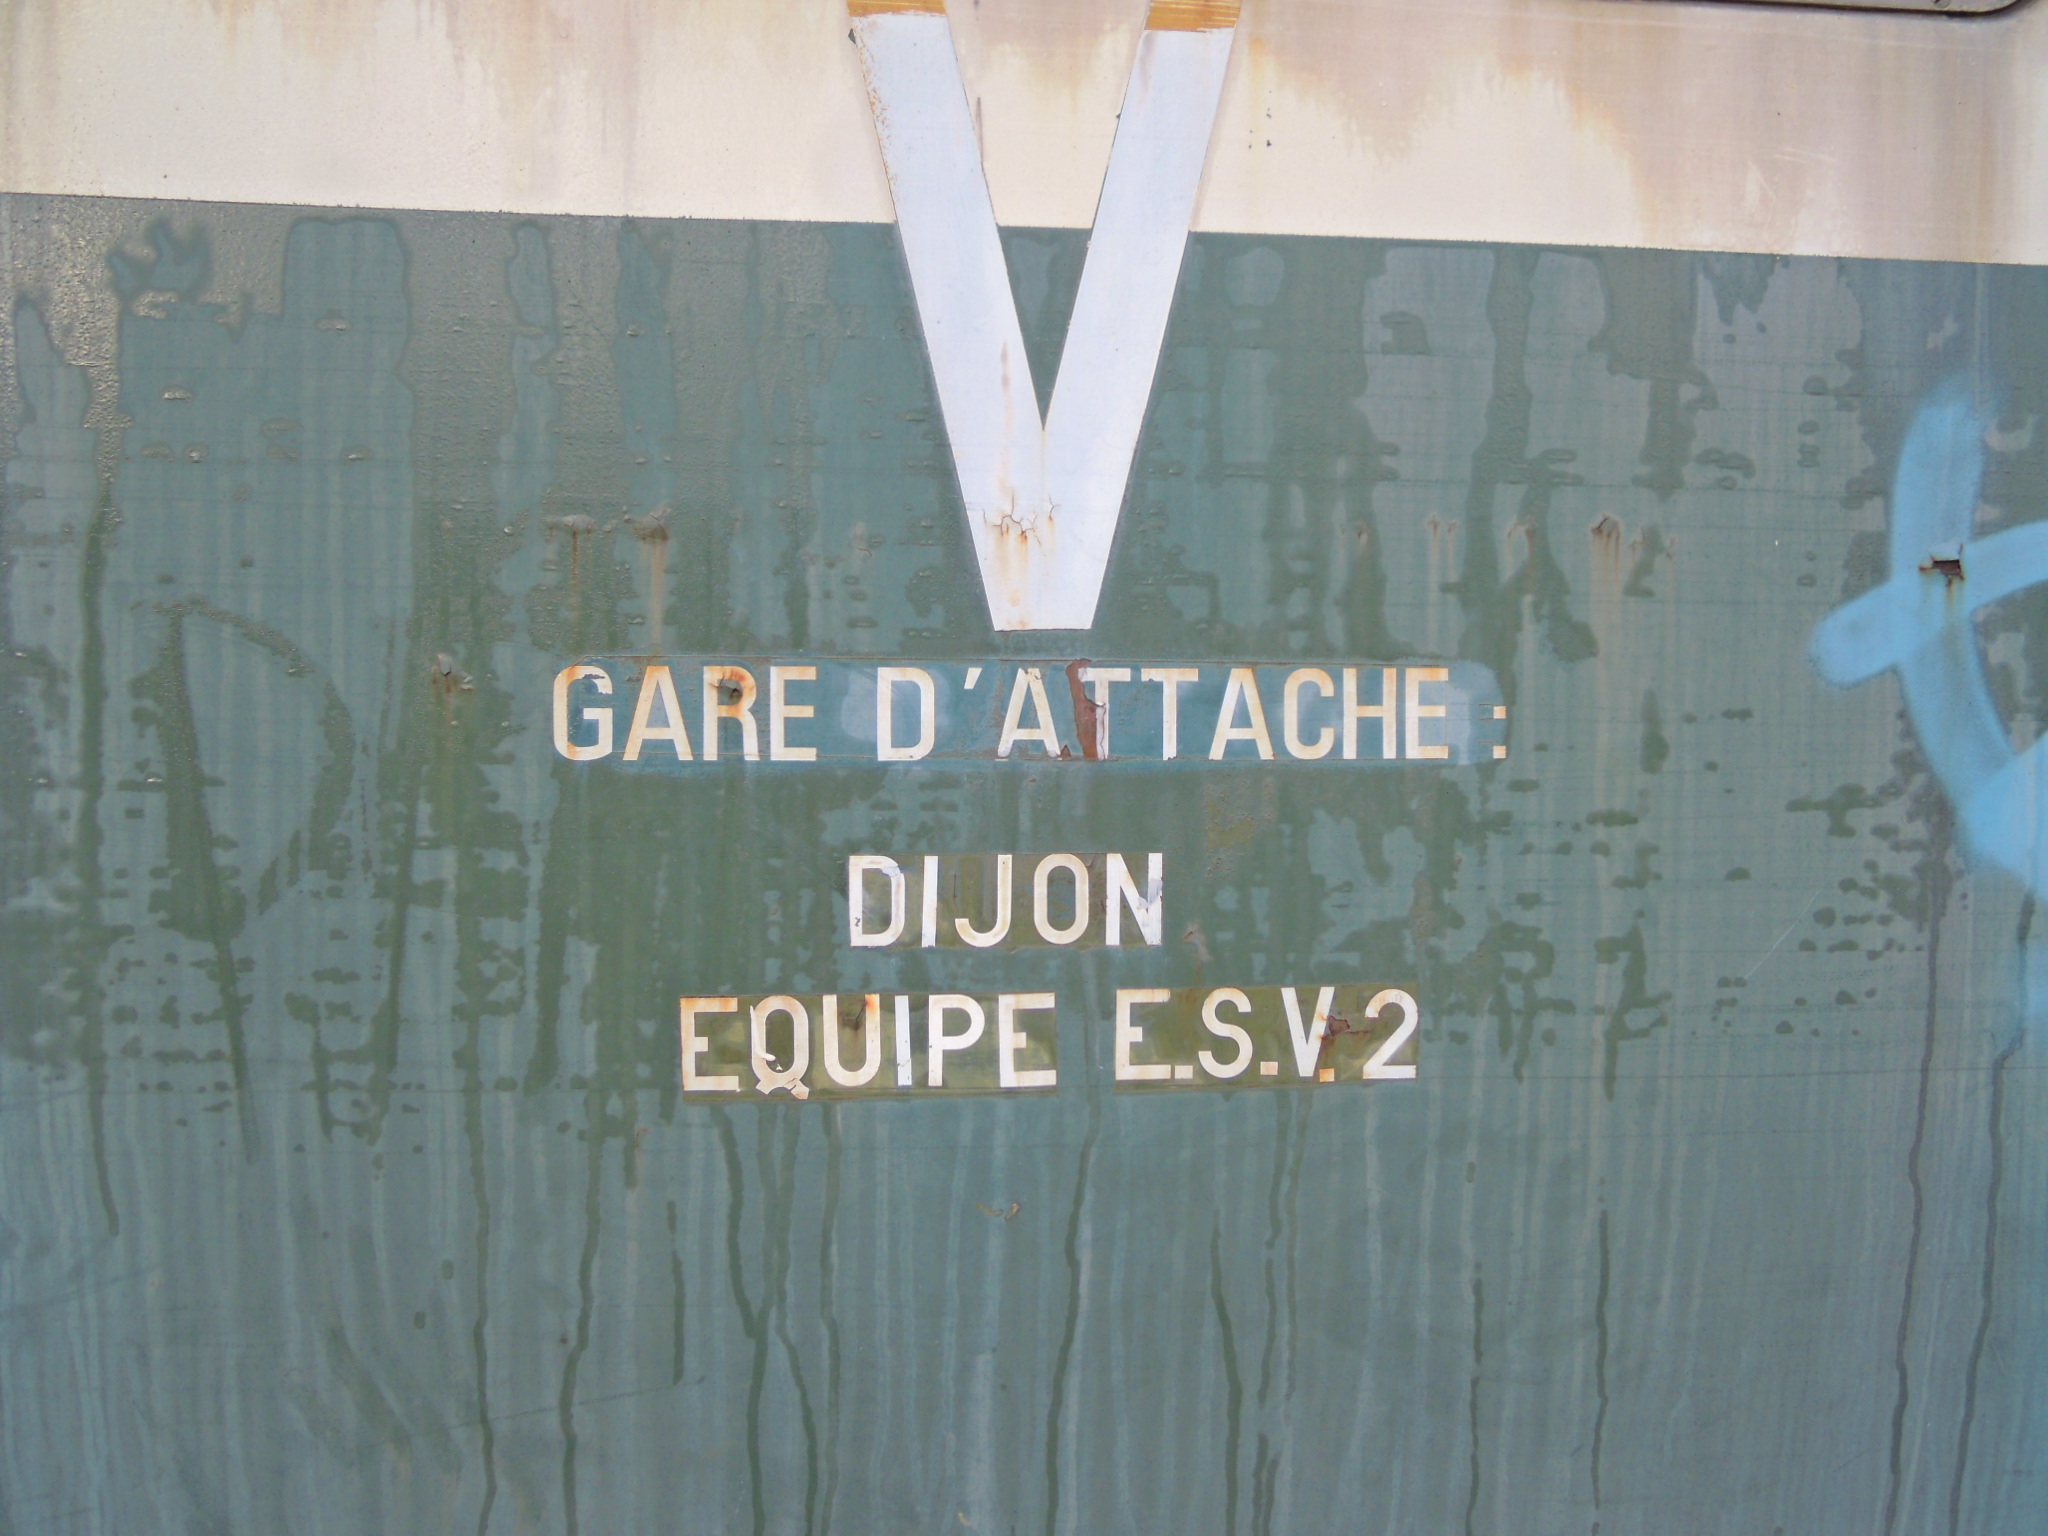 V
GARE D'ATTACHE :
DIJON
EQUIPE E.S.V.2